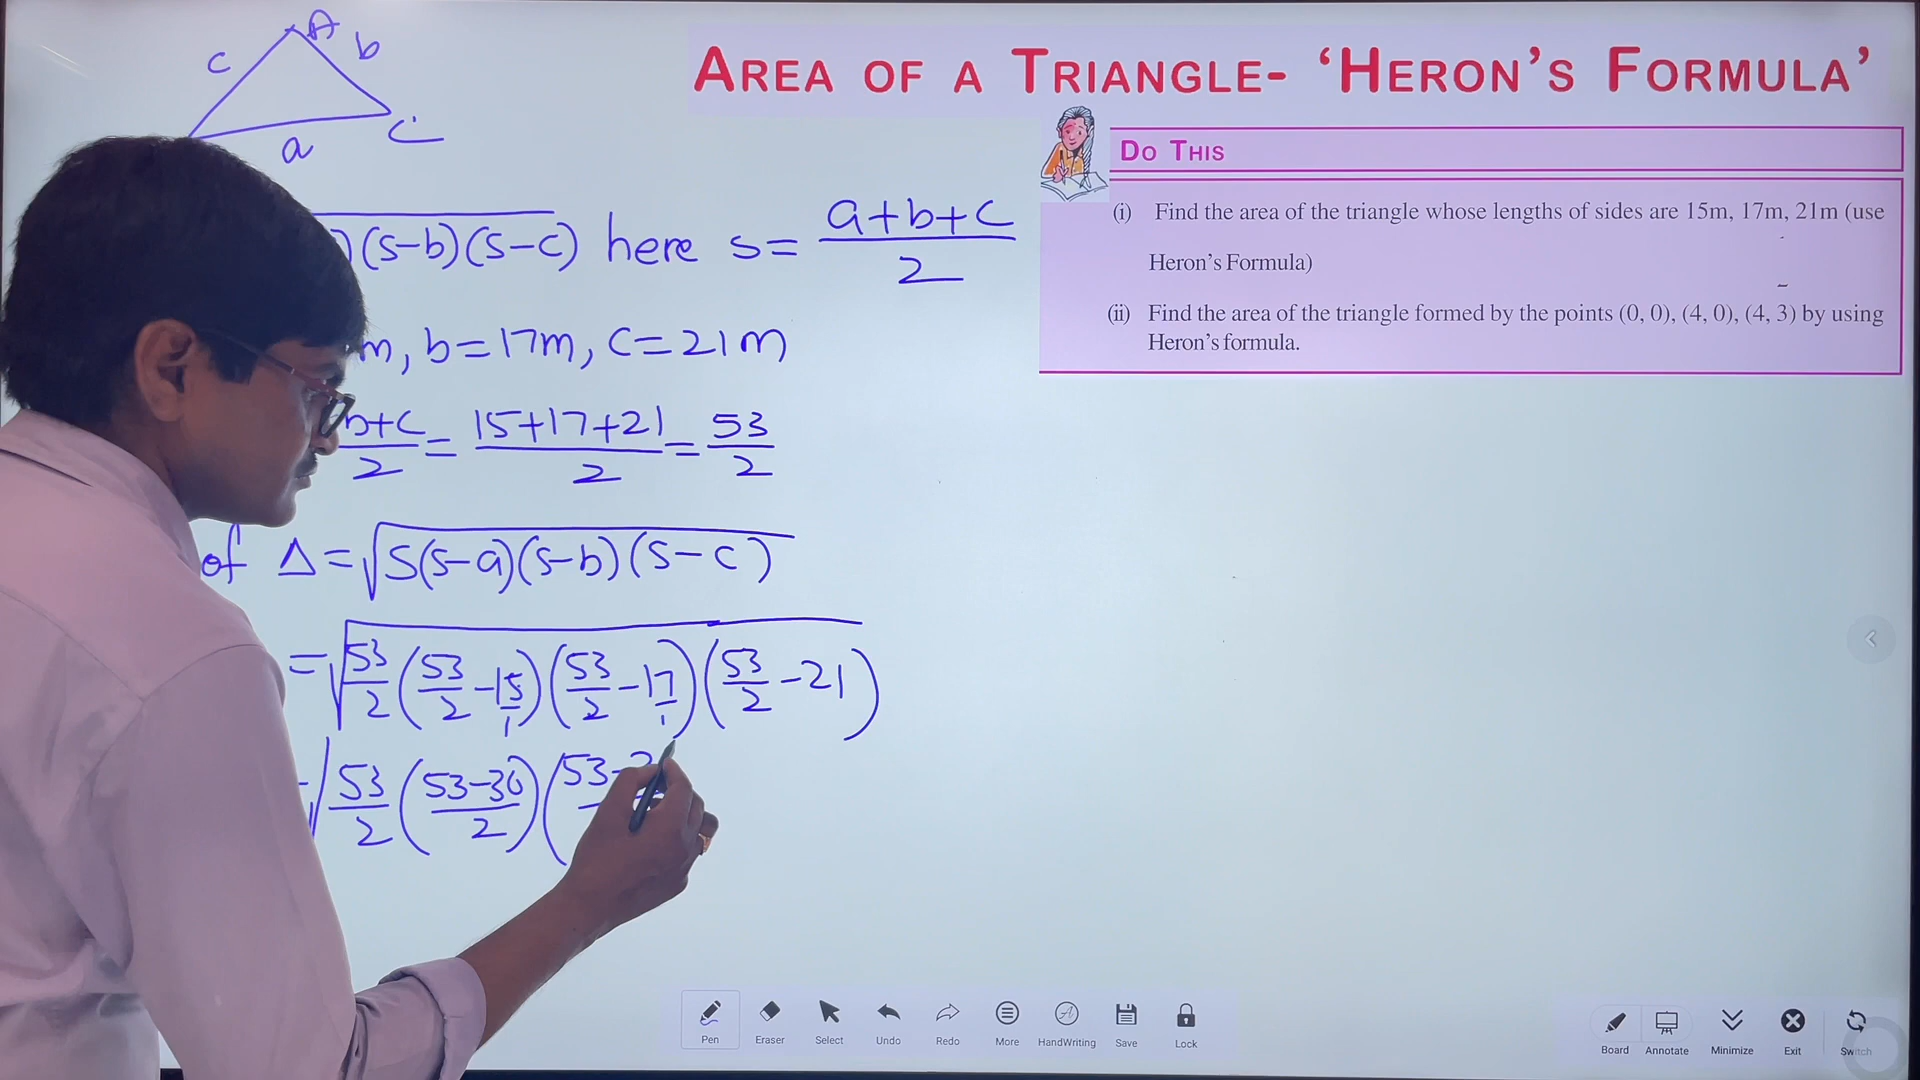 AREA OF A TRIANGLE- ‘HERON’S FORMULA’
DO THIS
(i) Find the area of the triangle whose lengths of sides are 15m, 17m, 21m (use
Heron’s Formula)
(ii) Find the area of the triangle formed by the points (0, 0), (4, 0), (4, 3) by using
Heron’s formula.
A
c b
a C
)(s-b)(s-c) here s= a+b+c/2
m, b=17m, c=21m
b+c/2 = 15+17+21/2 = 53/2
of Δ=√S(s-a)(s-b)(s-c)
=√53/2(53/2-15/1)(53/2-17/1)(53/2-21)
√53/2(53-30/2)(53-
Pen Eraser Select Undo Redo More HandWriting Save Lock
Board Annotate Minimize Exit Switch